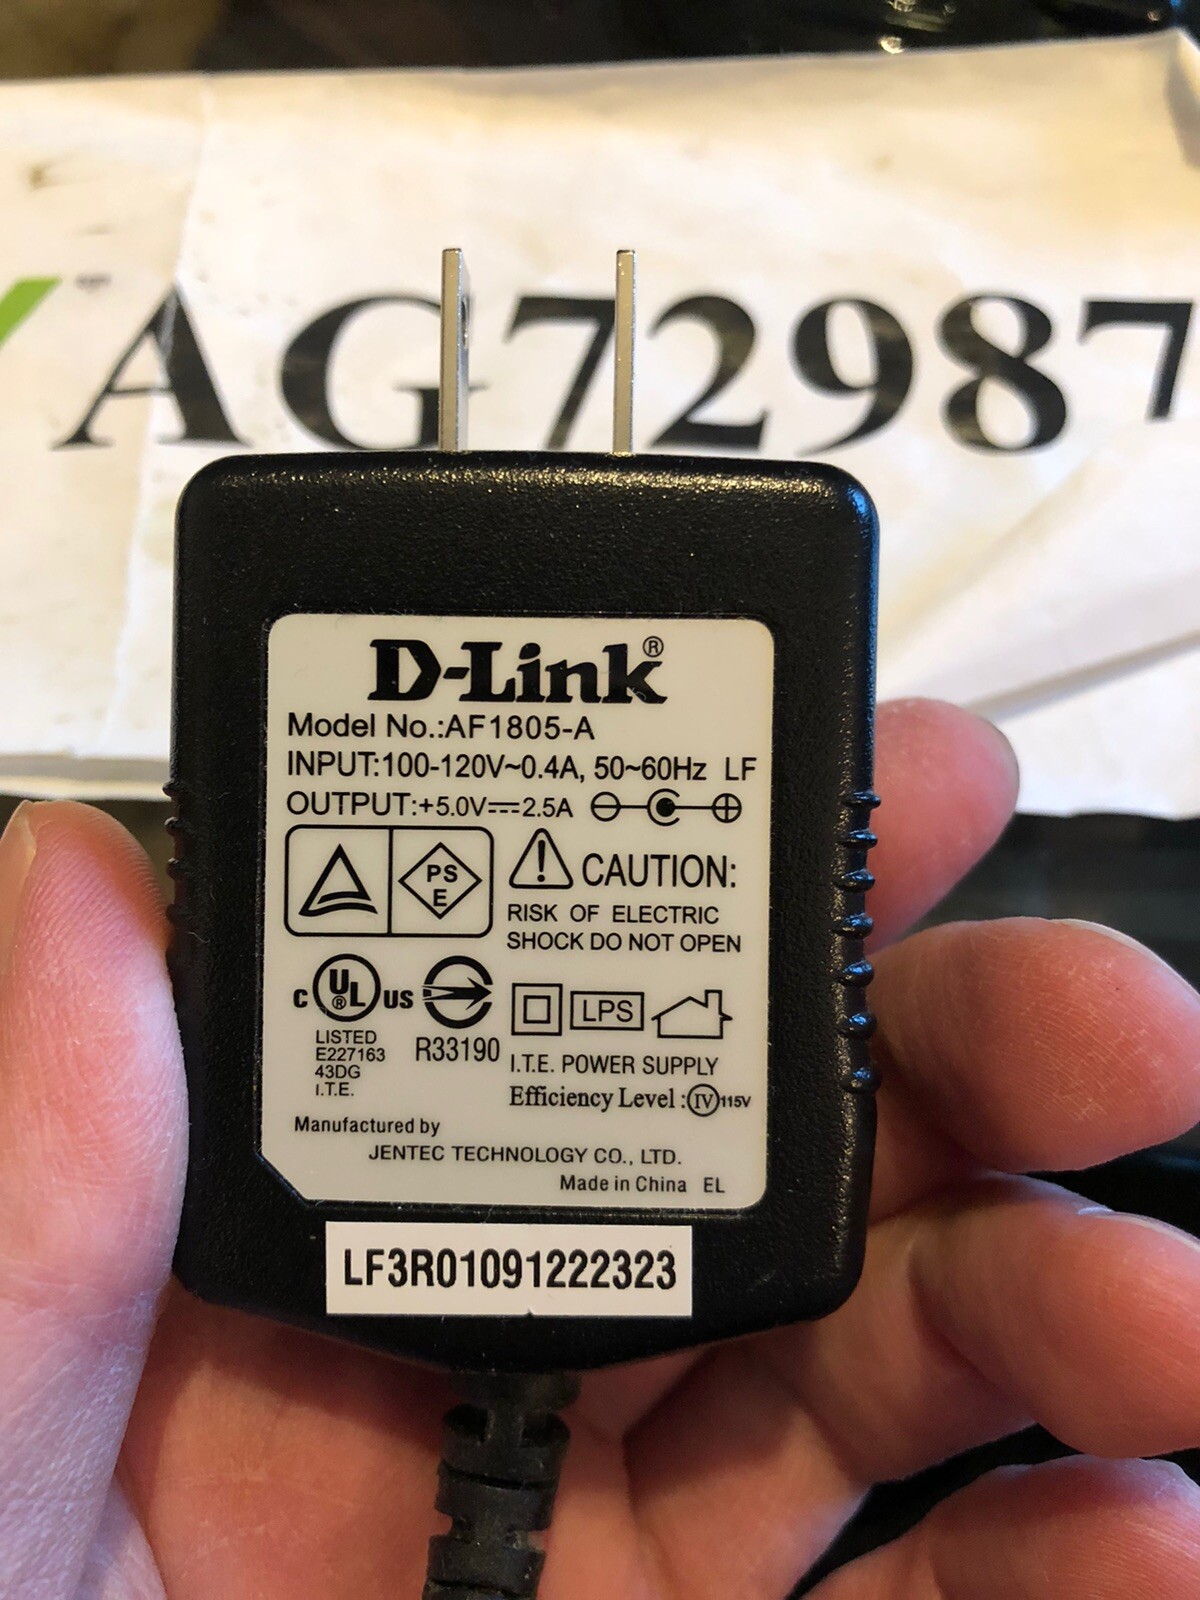 AG72987
D-Link®
Model No.:AF1805-A
INPUT:100-120V~0.4A, 50~60Hz LF
OUTPUT:+5.0V⎓2.5A
PS
E
CAUTION:
RISK OF ELECTRIC
SHOCK DO NOT OPEN
C UL® US
LISTED
E227163
43DG
I.T.E.
R33190
LPS
I.T.E. POWER SUPPLY
Efficiency Level :IV 115V
Manufactured by
JENTEC TECHNOLOGY CO., LTD.
Made in China EL
LF3R01091222323